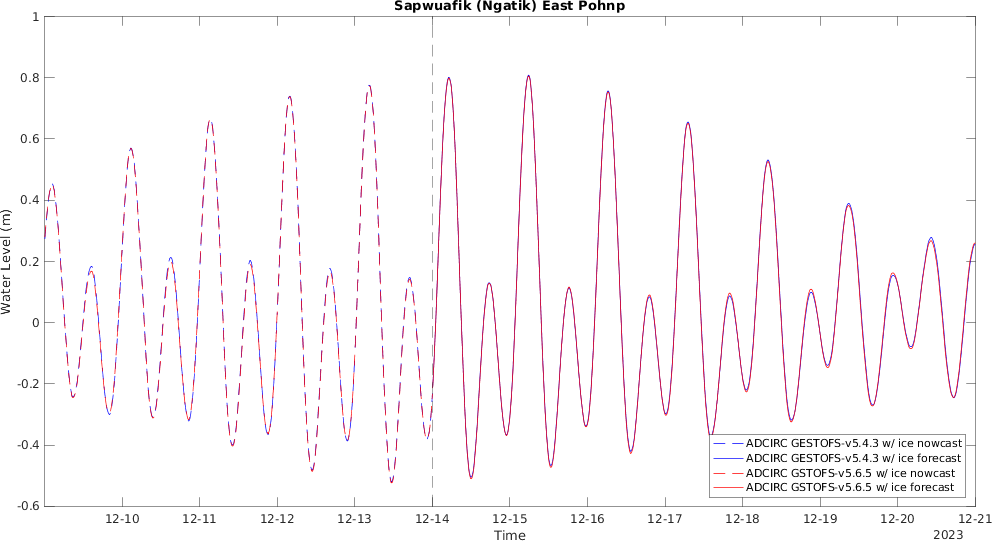 Sapwuafik (Ngatik) East Pohnp
Water Level (m)
1
0.8
0.6
0.4
0.2
0
-0.2
-0.4
-0.6
12-10 12-11 12-12 12-13 12-14 12-15 12-16 12-17 12-18 12-19 12-20 12-21
Time
2023
ADCIRC GESTOFS-v5.4.3 w/ ice nowcast
ADCIRC GESTOFS-v5.4.3 w/ ice forecast
ADCIRC GSTOFS-v5.6.5 w/ ice nowcast
ADCIRC GSTOFS-v5.6.5 w/ ice forecast